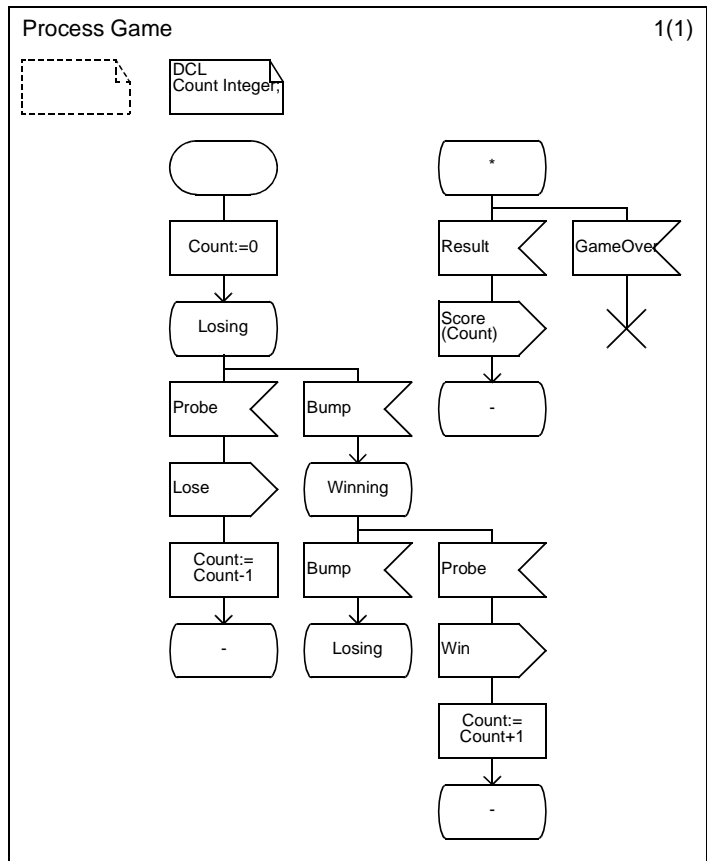 Process Game
1(1)
DCL
Count Integer;
*
Count:=0
Result
GameOver
Losing
Score
(Count)
Probe
Bump
-
Lose
Winning
Count:=
Count-1
Bump
Probe
-
Losing
Win
Count:=
Count+1
-